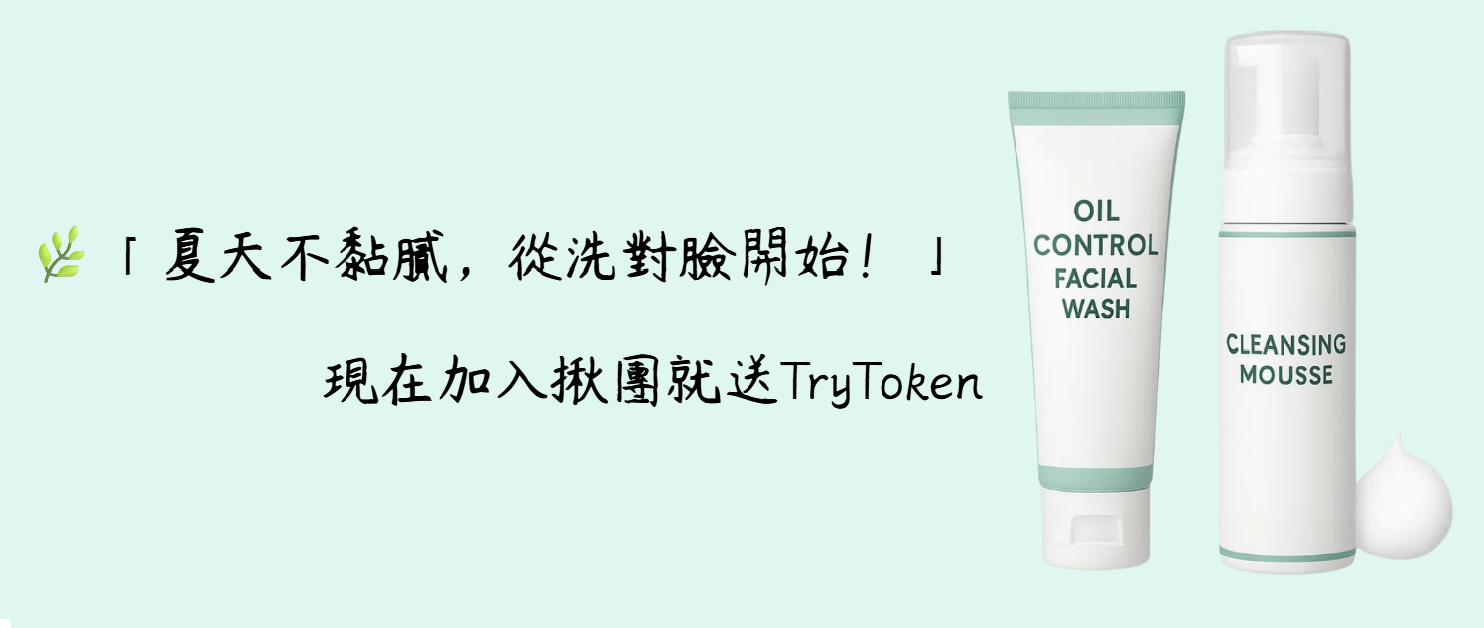 🌿「夏天不黏膩，從洗對臉開始！」
現在加入揪團就送TryToken
OIL
CONTROL
FACIAL
WASH
CLEANSING
MOUSSE